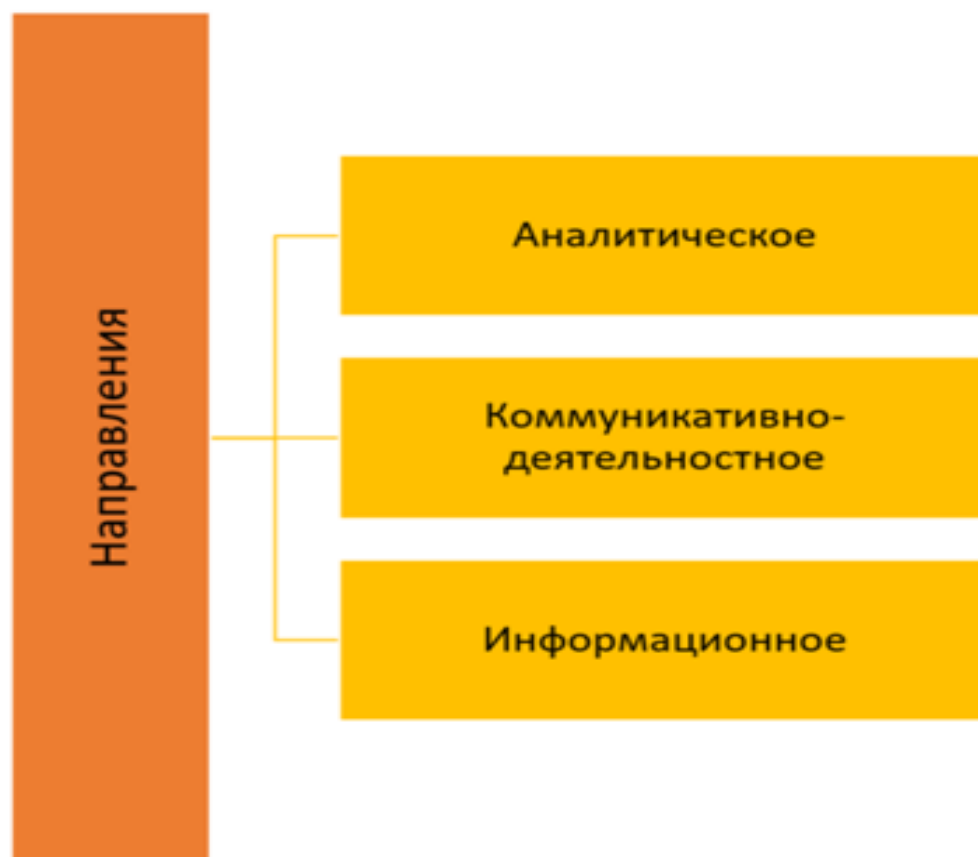 Направления
Аналитическое
Коммуникативно-
деятельностное
Информационное